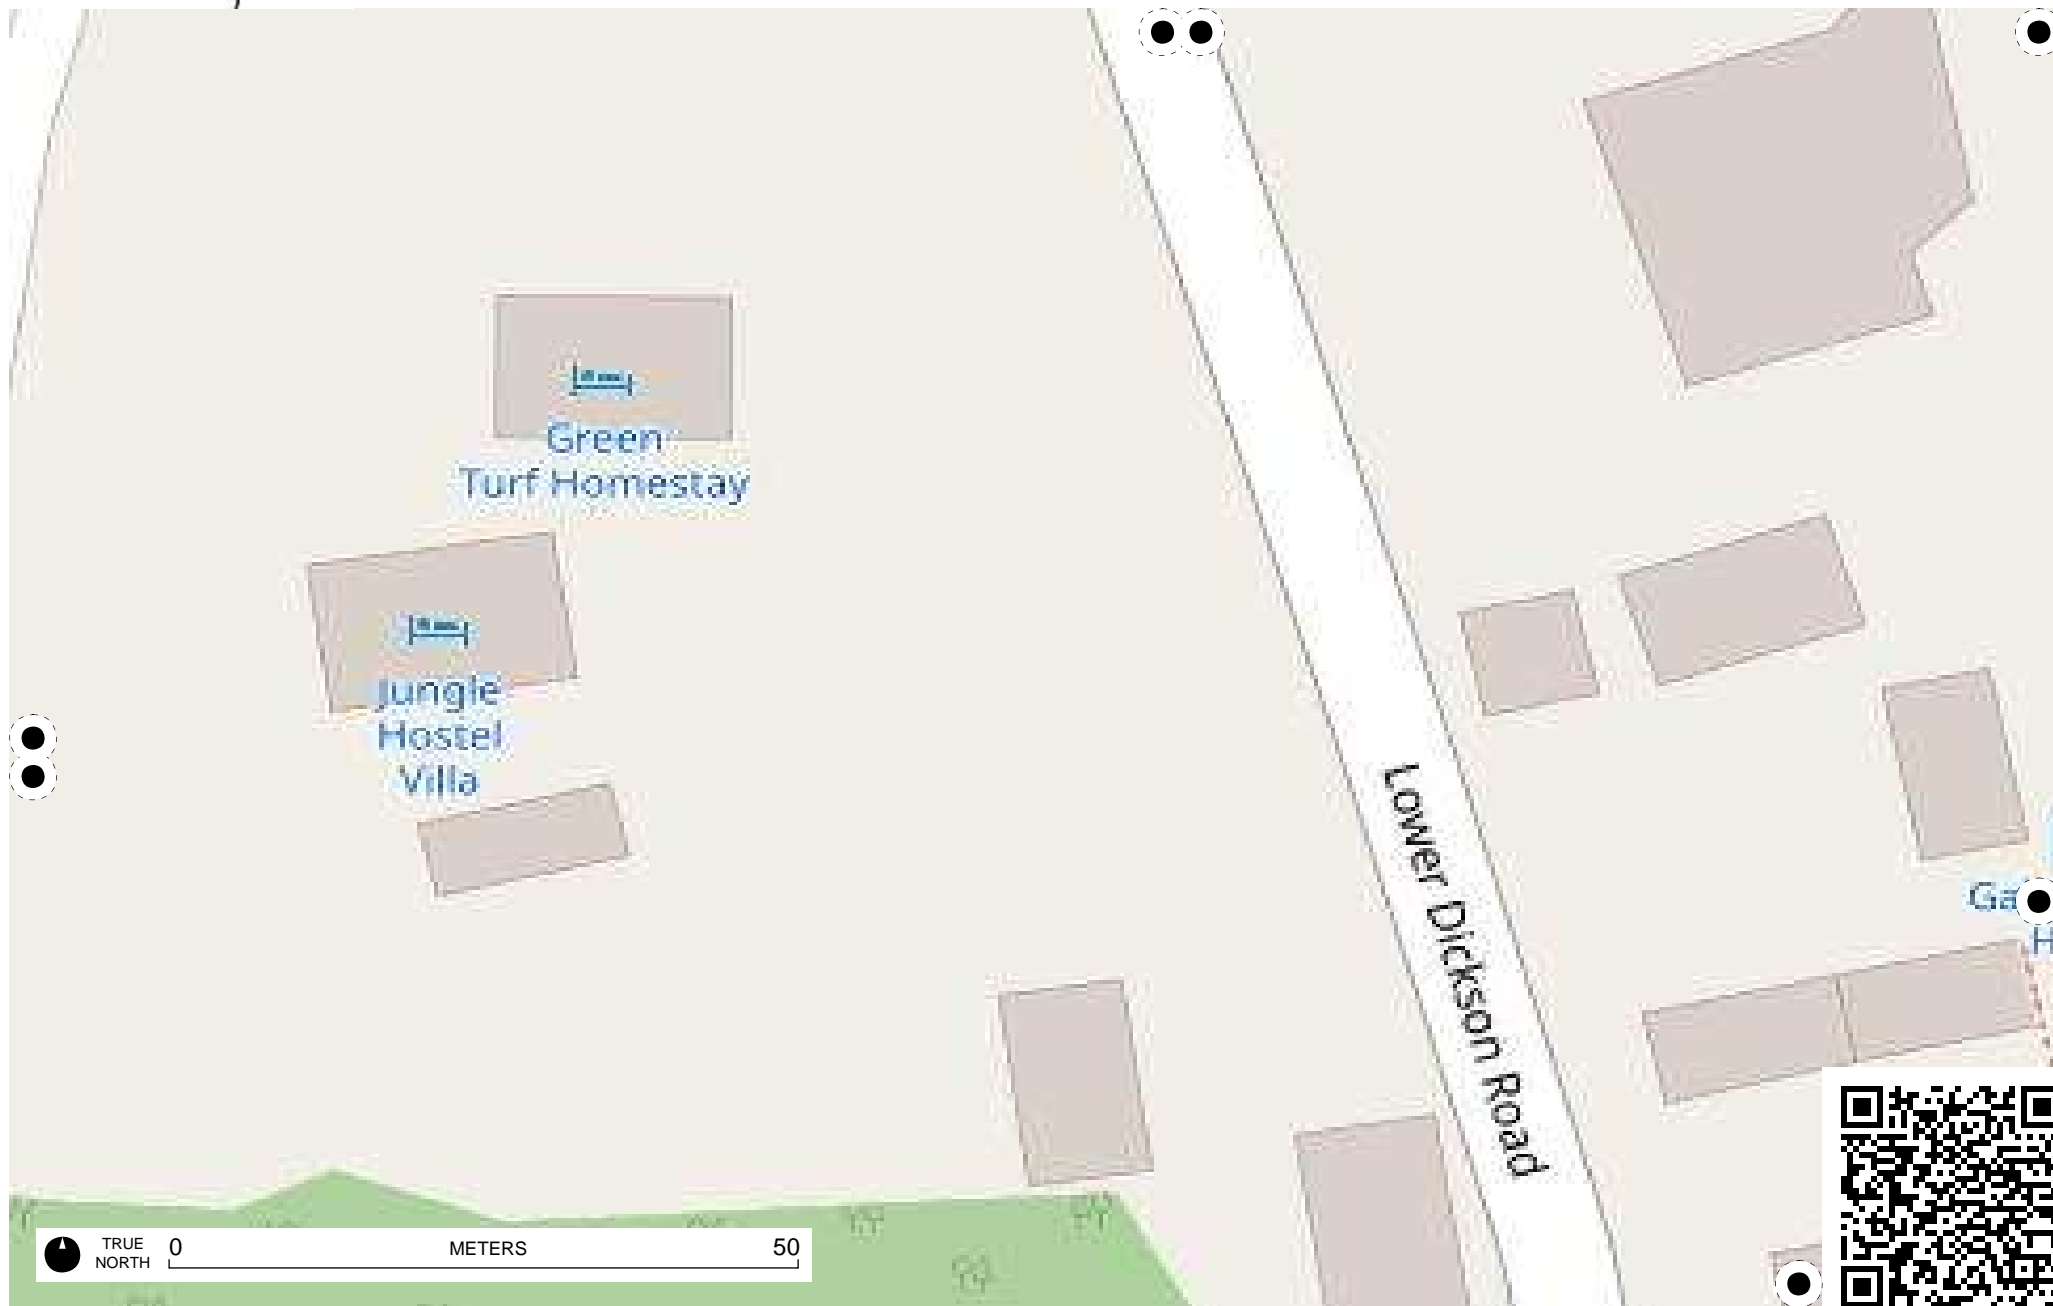 Green
Turf Homestay
Jungle
Hostel
Villa
Lower Dickson Road
TRUE
NORTH
0 METERS 50